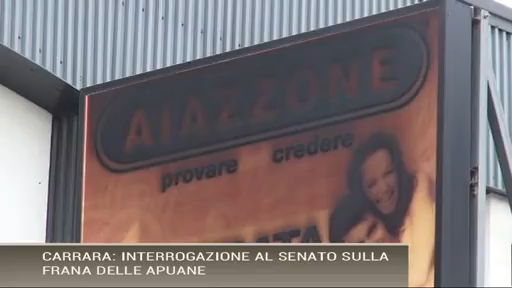 AIAZZONE
provare credere
CARRARA: INTERROGAZIONE AL SENATO SULLA
FRANA DELLE APUANE